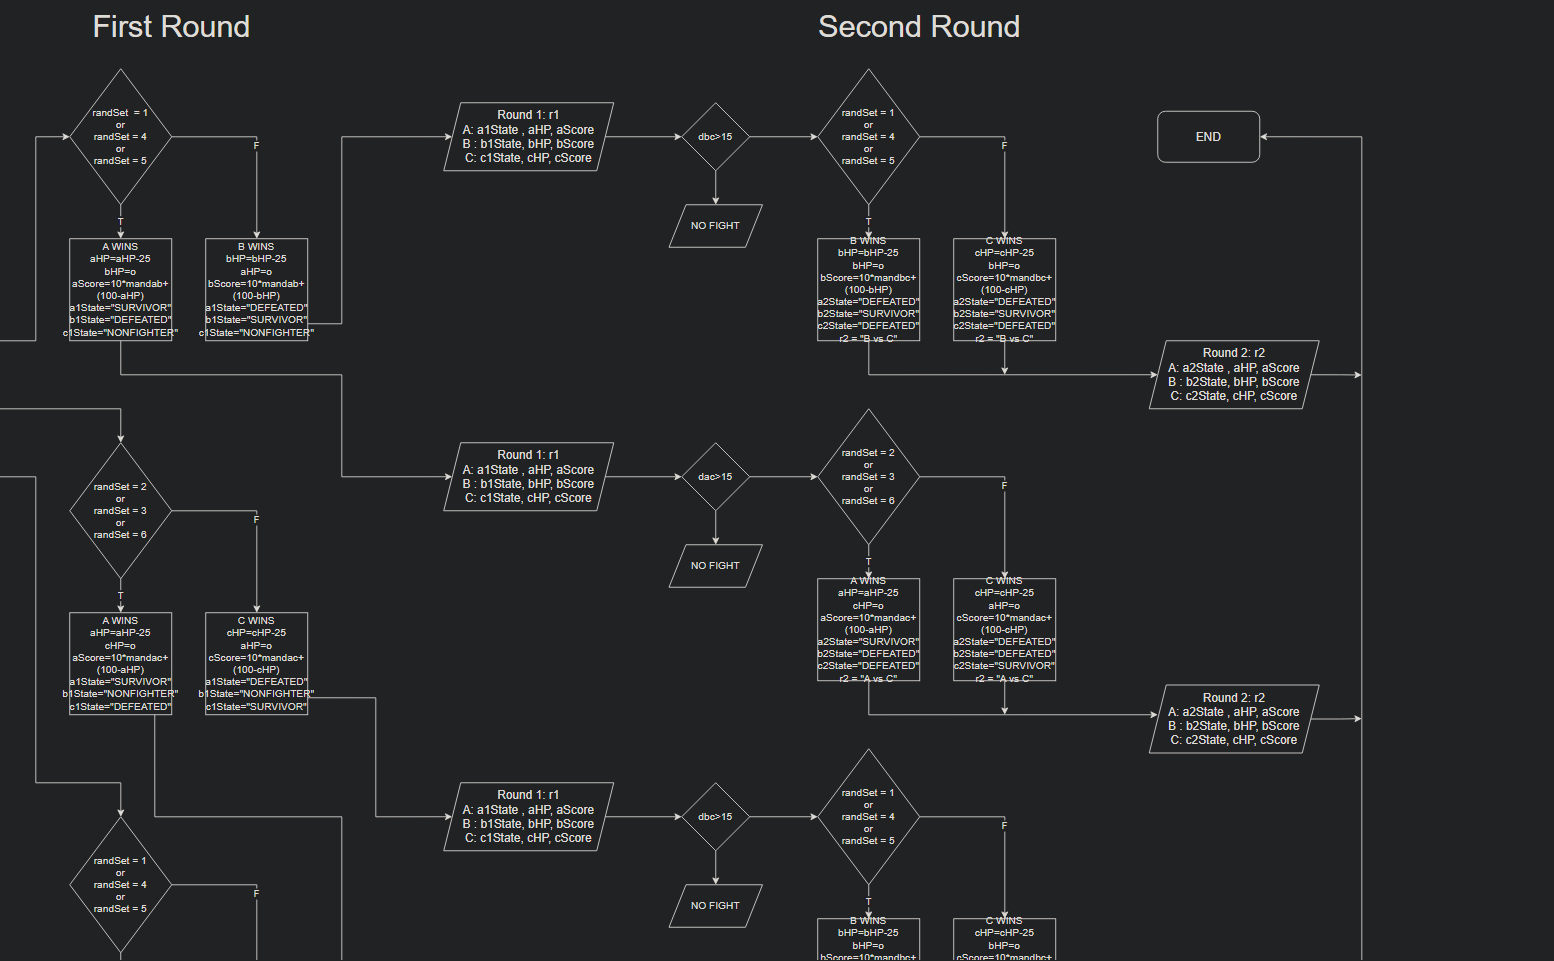 First Round
Second Round
randSet = 1
or
randSet = 4
or
randSet = 5
F
T
A WINS
aHP=aHP-25
bHP=o
aScore=10*mandab+
(100-aHP)
a1State="SURVIVOR"
b1State="DEFEATED"
c1State="NONFIGHTER"
B WINS
bHP=bHP-25
aHP=o
bScore=10*mandab+
(100-bHP)
a1State="DEFEATED"
b1State="SURVIVOR"
c1State="NONFIGHTER"
Round 1: r1
A: a1State , aHP, aScore
B : b1State, bHP, bScore
C: c1State, cHP, cScore
dbc>15
NO FIGHT
randSet = 1
or
randSet = 4
or
randSet = 5
F
T
B WINS
bHP=bHP-25
bHP=o
bScore=10*mandbc+
(100-bHP)
a2State="DEFEATED"
b2State="SURVIVOR"
c2State="DEFEATED"
r2 = "B vs C"
C WINS
cHP=cHP-25
bHP=o
cScore=10*mandbc+
(100-cHP)
a2State="DEFEATED"
b2State="SURVIVOR"
c2State="DEFEATED"
r2 = "B vs C"
END
Round 2: r2
A: a2State , aHP, aScore
B : b2State, bHP, bScore
C: c2State, cHP, cScore
randSet = 2
or
randSet = 3
or
randSet = 6
F
T
A WINS
aHP=aHP-25
cHP=o
aScore=10*mandac+
(100-aHP)
a1State="SURVIVOR"
b1State="NONFIGHTER"
c1State="DEFEATED"
C WINS
cHP=cHP-25
aHP=o
cScore=10*mandac+
(100-cHP)
a1State="DEFEATED"
b1State="NONFIGHTER"
c1State="SURVIVOR"
Round 1: r1
A: a1State , aHP, aScore
B : b1State, bHP, bScore
C: c1State, cHP, cScore
dac>15
NO FIGHT
randSet = 2
or
randSet = 3
or
randSet = 6
F
T
A WINS
aHP=aHP-25
cHP=o
aScore=10*mandac+
(100-aHP)
a2State="SURVIVOR"
b2State="DEFEATED"
c2State="DEFEATED"
r2 = "A vs C"
C WINS
cHP=cHP-25
aHP=o
cScore=10*mandac+
(100-cHP)
a2State="DEFEATED"
b2State="DEFEATED"
c2State="SURVIVOR"
r2 = "A vs C"
Round 2: r2
A: a2State , aHP, aScore
B : b2State, bHP, bScore
C: c2State, cHP, cScore
randSet = 1
or
randSet = 4
or
randSet = 5
F
Round 1: r1
A: a1State , aHP, aScore
B : b1State, bHP, bScore
C: c1State, cHP, cScore
dbc>15
NO FIGHT
randSet = 1
or
randSet = 4
or
randSet = 5
F
T
B WINS
bHP=bHP-25
bHP=o
bScore=10*mandbc+
C WINS
cHP=cHP-25
bHP=o
cScore=10*mandbc+